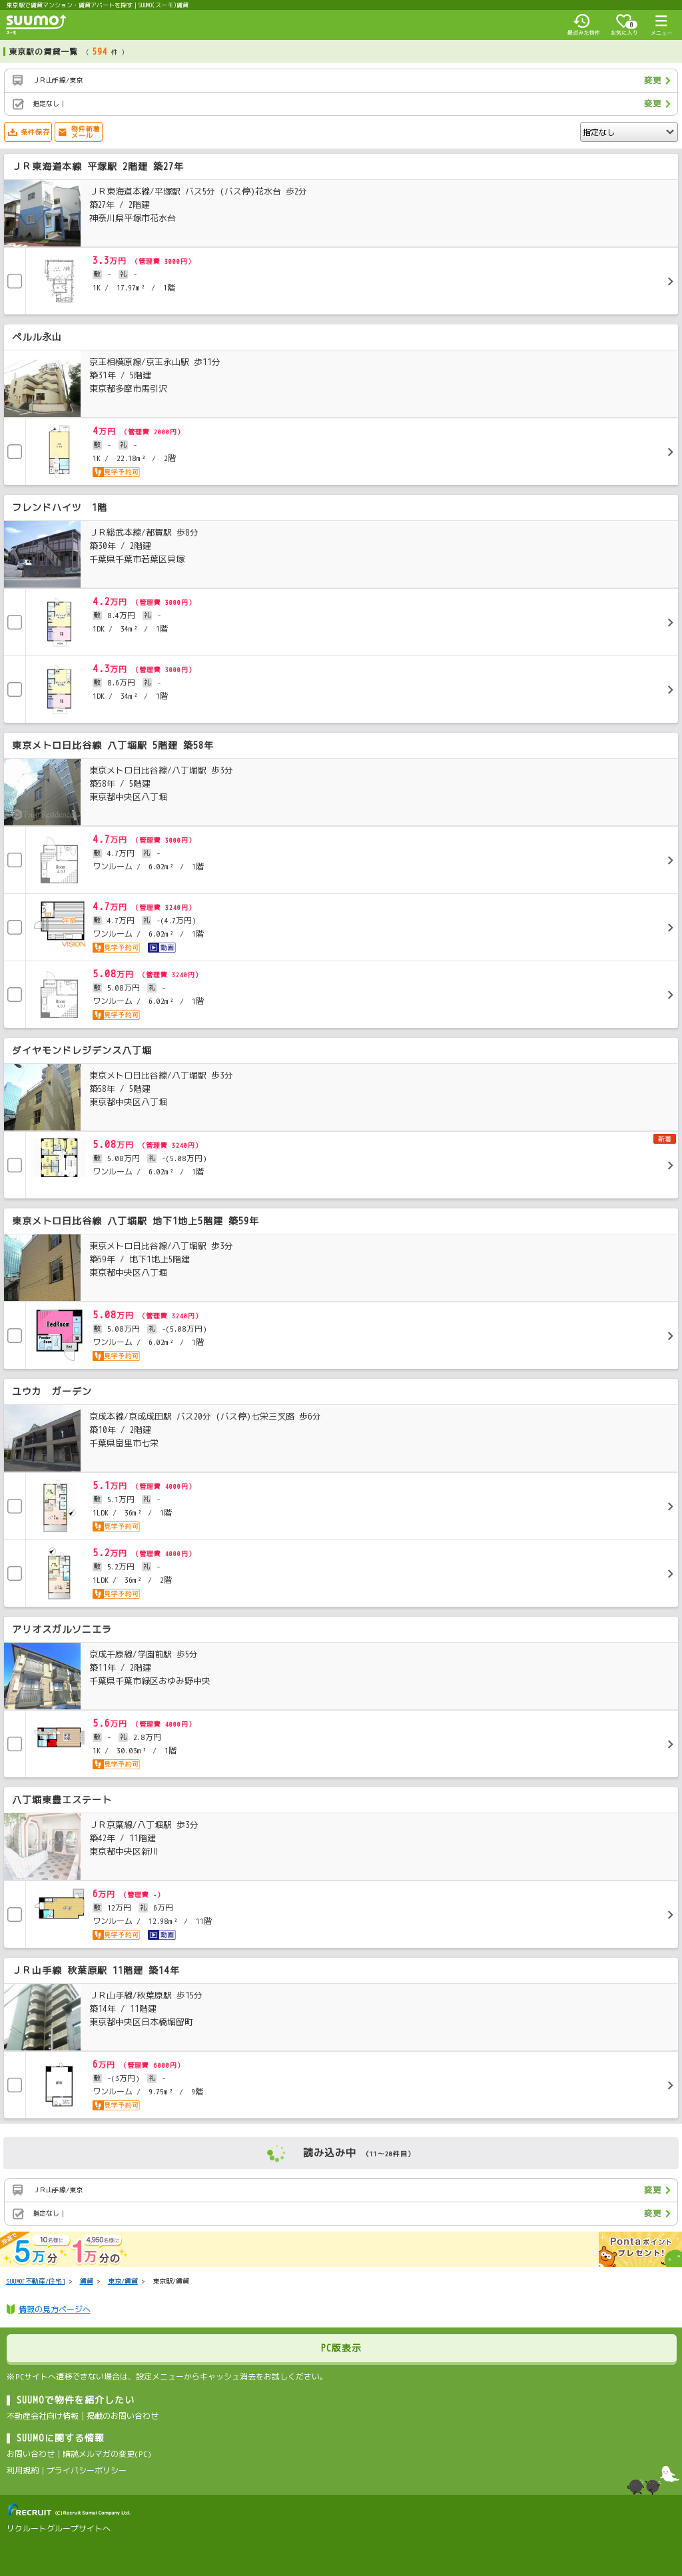 東京駅で賃貸マンション・賃貸アパートを探す｜SUUMO(スーモ)賃貸
SUUMO
スーモ
最近みた物件
0
お気に入り
メニュー
東京駅の賃貸一覧 （ 594 件 ）
ＪＲ山手線/東京
変更
指定なし｜
変更
条件保存
物件新着
メール
指定なし
ＪＲ東海道本線 平塚駅 2階建 築27年
ＪＲ東海道本線/平塚駅 バス5分 (バス停)花水台 歩2分
築27年 / 2階建
神奈川県平塚市花水台
3.3万円 （管理費 3000円）
敷 - 礼 -
1K / 17.97m² / 1階
ベルル永山
京王相模原線/京王永山駅 歩11分
築31年 / 5階建
東京都多摩市馬引沢
4万円 （管理費 2000円）
敷 - 礼 -
1K / 22.18m² / 2階
見学予約可
フレンドハイツ　1階
ＪＲ総武本線/都賀駅 歩8分
築30年 / 2階建
千葉県千葉市若葉区貝塚
4.2万円 （管理費 3000円）
敷 8.4万円 礼 -
1DK / 34m² / 1階
4.3万円 （管理費 3000円）
敷 8.6万円 礼 -
1DK / 34m² / 1階
東京メトロ日比谷線 八丁堀駅 5階建 築58年
東京メトロ日比谷線/八丁堀駅 歩3分
築58年 / 5階建
東京都中央区八丁堀
4.7万円 （管理費 3000円）
敷 4.7万円 礼 -
ワンルーム / 6.02m² / 1階
4.7万円 （管理費 3240円）
敷 4.7万円 礼 -(4.7万円)
ワンルーム / 6.02m² / 1階
VISION
見学予約可 動画
5.08万円 （管理費 3240円）
敷 5.08万円 礼 -
ワンルーム / 6.02m² / 1階
見学予約可
ダイヤモンドレジデンス八丁堀
東京メトロ日比谷線/八丁堀駅 歩3分
築58年 / 5階建
東京都中央区八丁堀
新着
5.08万円 （管理費 3240円）
敷 5.08万円 礼 -(5.08万円)
ワンルーム / 6.02m² / 1階
東京メトロ日比谷線 八丁堀駅 地下1地上5階建 築59年
東京メトロ日比谷線/八丁堀駅 歩3分
築59年 / 地下1地上5階建
東京都中央区八丁堀
BedRoom
5.08万円 （管理費 3240円）
敷 5.08万円 礼 -(5.08万円)
ワンルーム / 6.02m² / 1階
見学予約可
ユウカ　ガーデン
京成本線/京成成田駅 バス20分 (バス停)七栄三叉路 歩6分
築10年 / 2階建
千葉県富里市七栄
5.1万円 （管理費 4000円）
敷 5.1万円 礼 -
1LDK / 36m² / 1階
見学予約可
5.2万円 （管理費 4000円）
敷 5.2万円 礼 -
1LDK / 36m² / 2階
見学予約可
アリオスガルソニエラ
京成千原線/学園前駅 歩5分
築11年 / 2階建
千葉県千葉市緑区おゆみ野中央
5.6万円 （管理費 4000円）
敷 - 礼 2.8万円
1K / 30.03m² / 1階
見学予約可
八丁堀東豊エステート
ＪＲ京葉線/八丁堀駅 歩3分
築42年 / 11階建
東京都中央区新川
6万円 （管理費 -）
敷 12万円 礼 6万円
ワンルーム / 12.98m² / 11階
見学予約可 動画
ＪＲ山手線 秋葉原駅 11階建 築14年
ＪＲ山手線/秋葉原駅 歩15分
築14年 / 11階建
東京都中央区日本橋堀留町
6万円 （管理費 6000円）
敷 -(3万円) 礼 -
ワンルーム / 9.75m² / 9階
見学予約可
読み込み中 （11～20件目）
ＪＲ山手線/東京
変更
指定なし｜
変更
抽選で
10名様に
5万分
4,950名様に
1万分の
Pontaポイント
プレゼント!
SUUMO[不動産/住宅] > 賃貸 > 東京/賃貸 > 東京駅/賃貸
情報の見方ページへ
PC版表示
※PCサイトへ遷移できない場合は、設定メニューからキャッシュ消去をお試しください。
SUUMOで物件を紹介したい
不動産会社向け情報｜掲載のお問い合わせ
SUUMOに関する情報
お問い合わせ｜購読メルマガの変更(PC)
利用規約｜プライバシーポリシー
RECRUIT (C)Recruit Sumai Company Ltd.
リクルートグループサイトへ